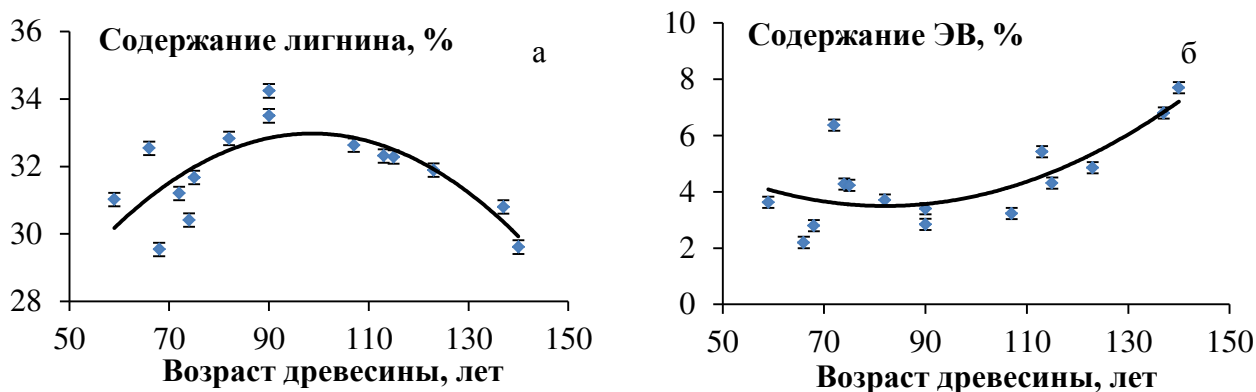 Содержание лигнина, %
а
36
34
32
30
28
50 70 90 110 130 150
Возраст древесины, лет
Содержание ЭВ, %
б
10
8
6
4
2
0
50 70 90 110 130 150
Возраст древесины, лет